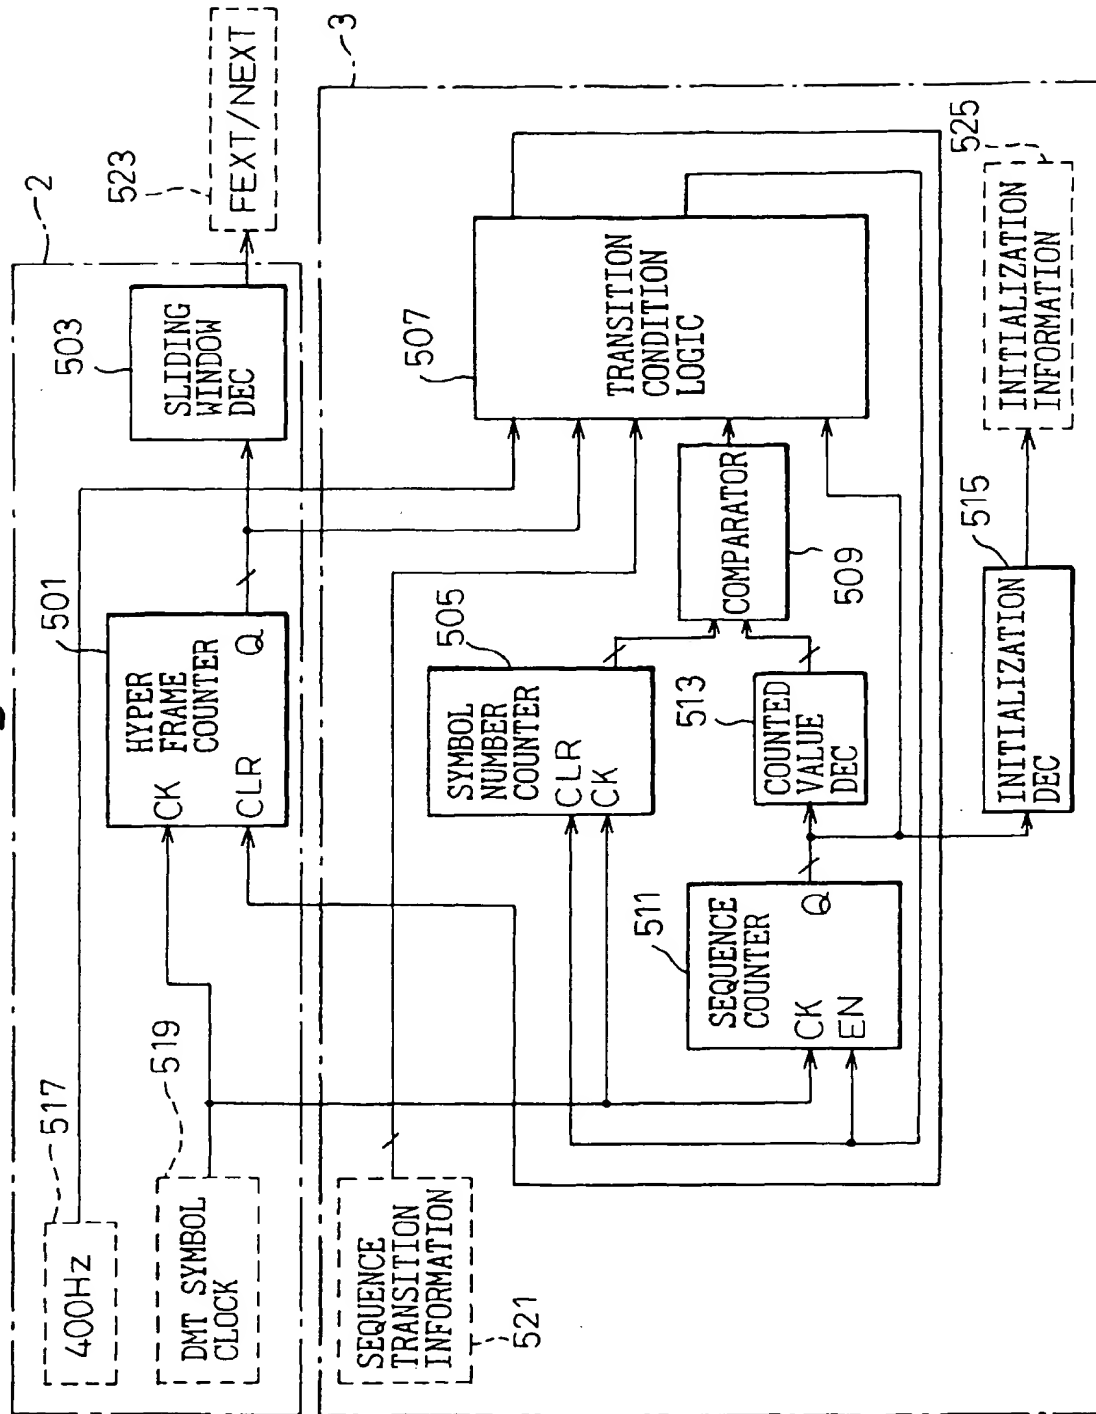 2
517
400Hz
519
DMT SYMBOL
CLOCK
501
HYPER
FRAME
COUNTER
CK
CLR
Q
503
SLIDING
WINDOW
DEC
523
FEXT/NEXT
3
SEQUENCE
TRANSITION
INFORMATION
521
505
SYMBOL
NUMBER
COUNTER
CLR
CK
511
SEQUENCE
COUNTER
CK
EN
Q
513
COUNTED
VALUE
DEC
COMPARATOR
509
507
TRANSITION
CONDITION
LOGIC
515
INITIALIZATION
DEC
525
INITIALIZATION
INFORMATION